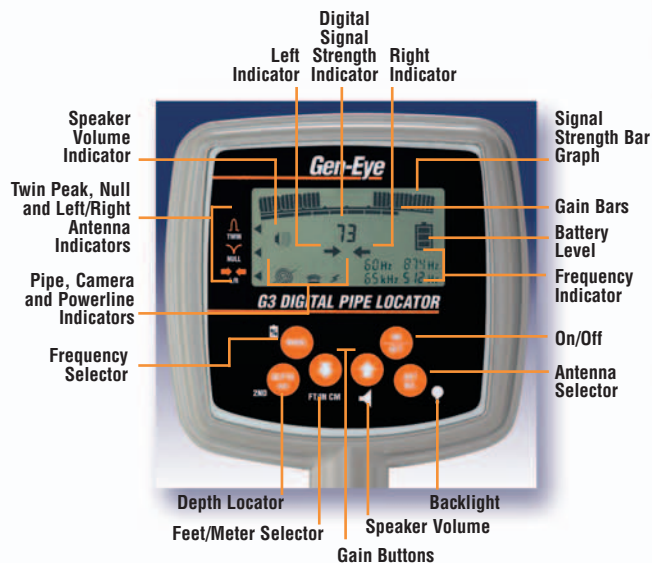 Digital
Signal
Strength
Indicator
Left
Indicator
Right
Indicator
Speaker
Volume
Indicator
Signal
Strength Bar
Graph
Twin Peak, Null
and Left/Right
Antenna
Indicators
Gain Bars
Battery
Level
Frequency
Indicator
Pipe, Camera
and Powerline
Indicators
On/Off
Frequency
Selector
Antenna
Selector
Depth Locator
Backlight
Feet/Meter Selector
Speaker Volume
Gain Buttons
Gen-Eye
TWIN
NULL
L/R
73
60Hz 874Hz
65kHz 512Hz
G3 DIGITAL PIPE LOCATOR
2ND
FT/IN CM